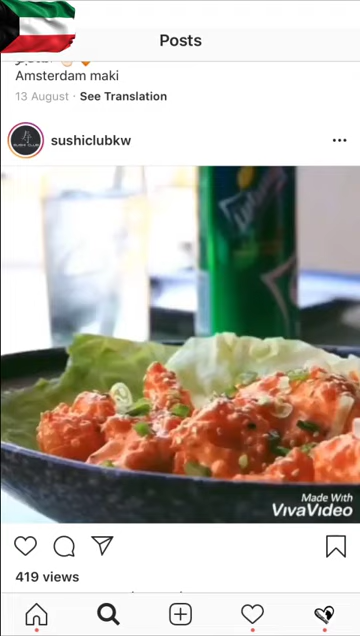 Posts
Amsterdam maki
13 August · See Translation
sushiclubkw
Made With
VivaVideo
419 views